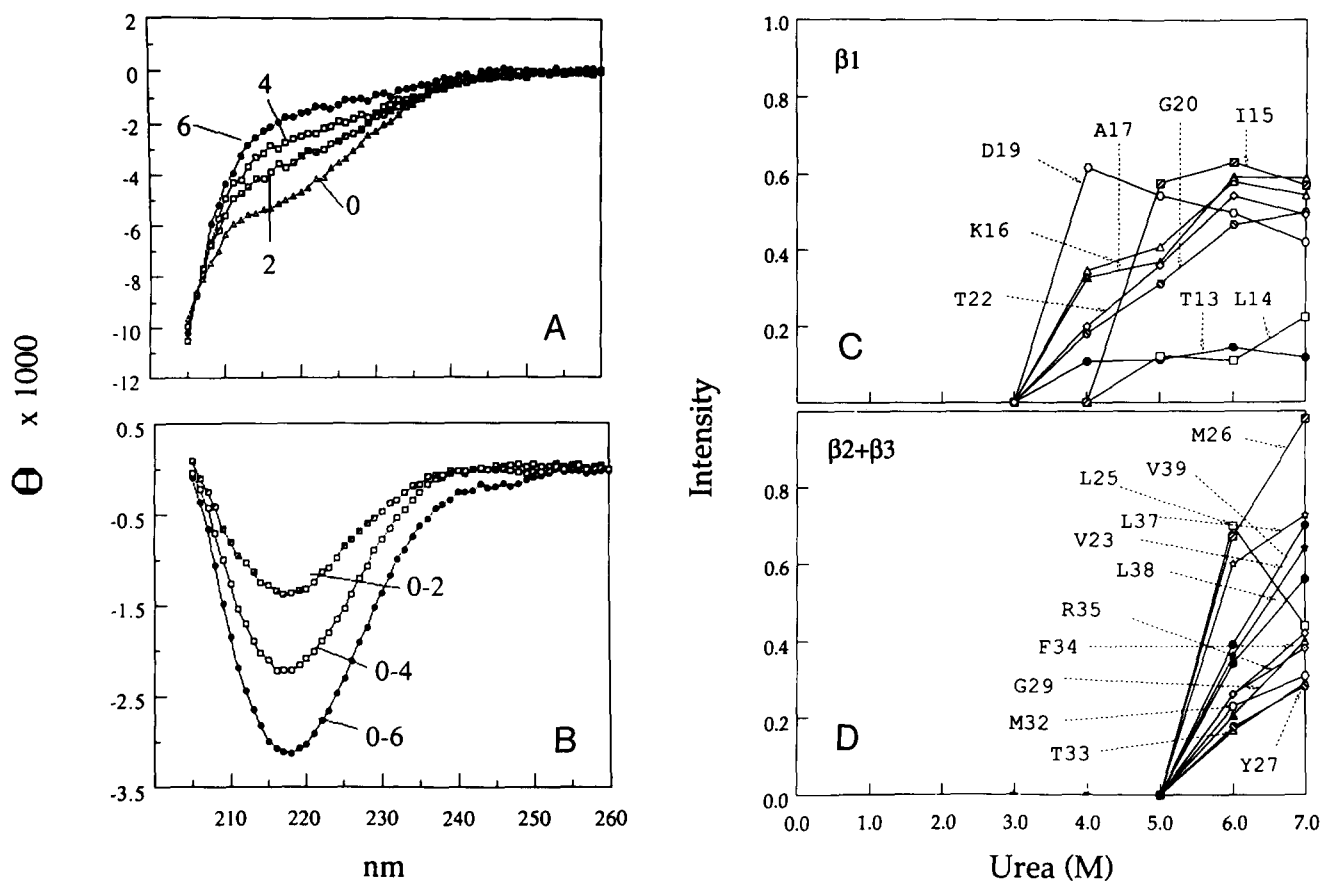 2
0
-2
-4
-6
-8
-10
-12
4
6
0
2
A
0.5
-0.5
-1.5
-2.5
-3.5
0-2
0-4
0-6
B
210
220
230
240
250
260
nm
Θ x 1000
1.0
0.8
0.6
0.4
0.2
β1
D19
A17
G20
I15
K16
T22
T13
L14
C
Intensity
0.8
0.6
0.4
0.2
0.0
β2+β3
M26
V39
L25
L37
V23
L38
R35
F34
G29
M32
T33
Y27
D
0.0
1.0
2.0
3.0
4.0
5.0
6.0
7.0
Urea (M)